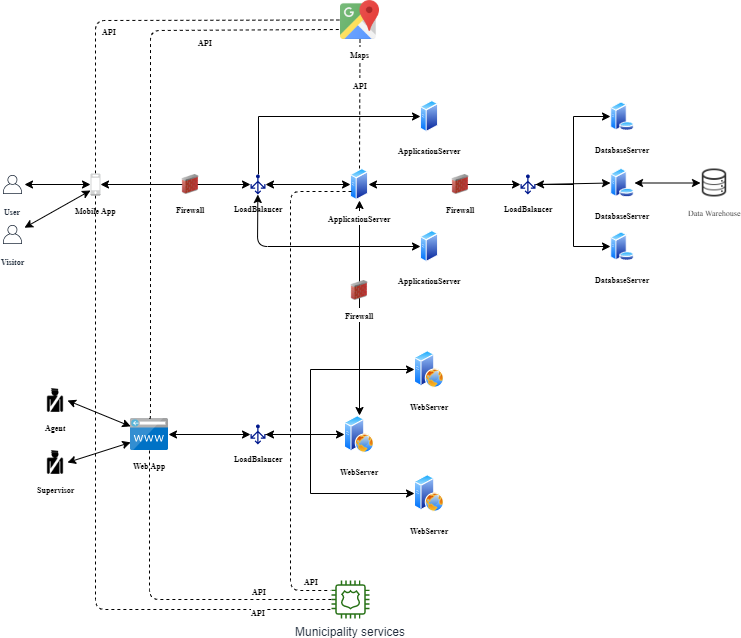 API
API
Maps
API
ApplicationServer
DatabaseServer
User
Mobile App
Firewall
LoadBalancer
ApplicationServer
Firewall
LoadBalancer
DatabaseServer
Data Warehouse
Visitor
ApplicationServer
DatabaseServer
Firewall
WebServer
Agent
WWW
Web App
LoadBalancer
WebServer
Supervisor
WebServer
API
API
API
Municipality services